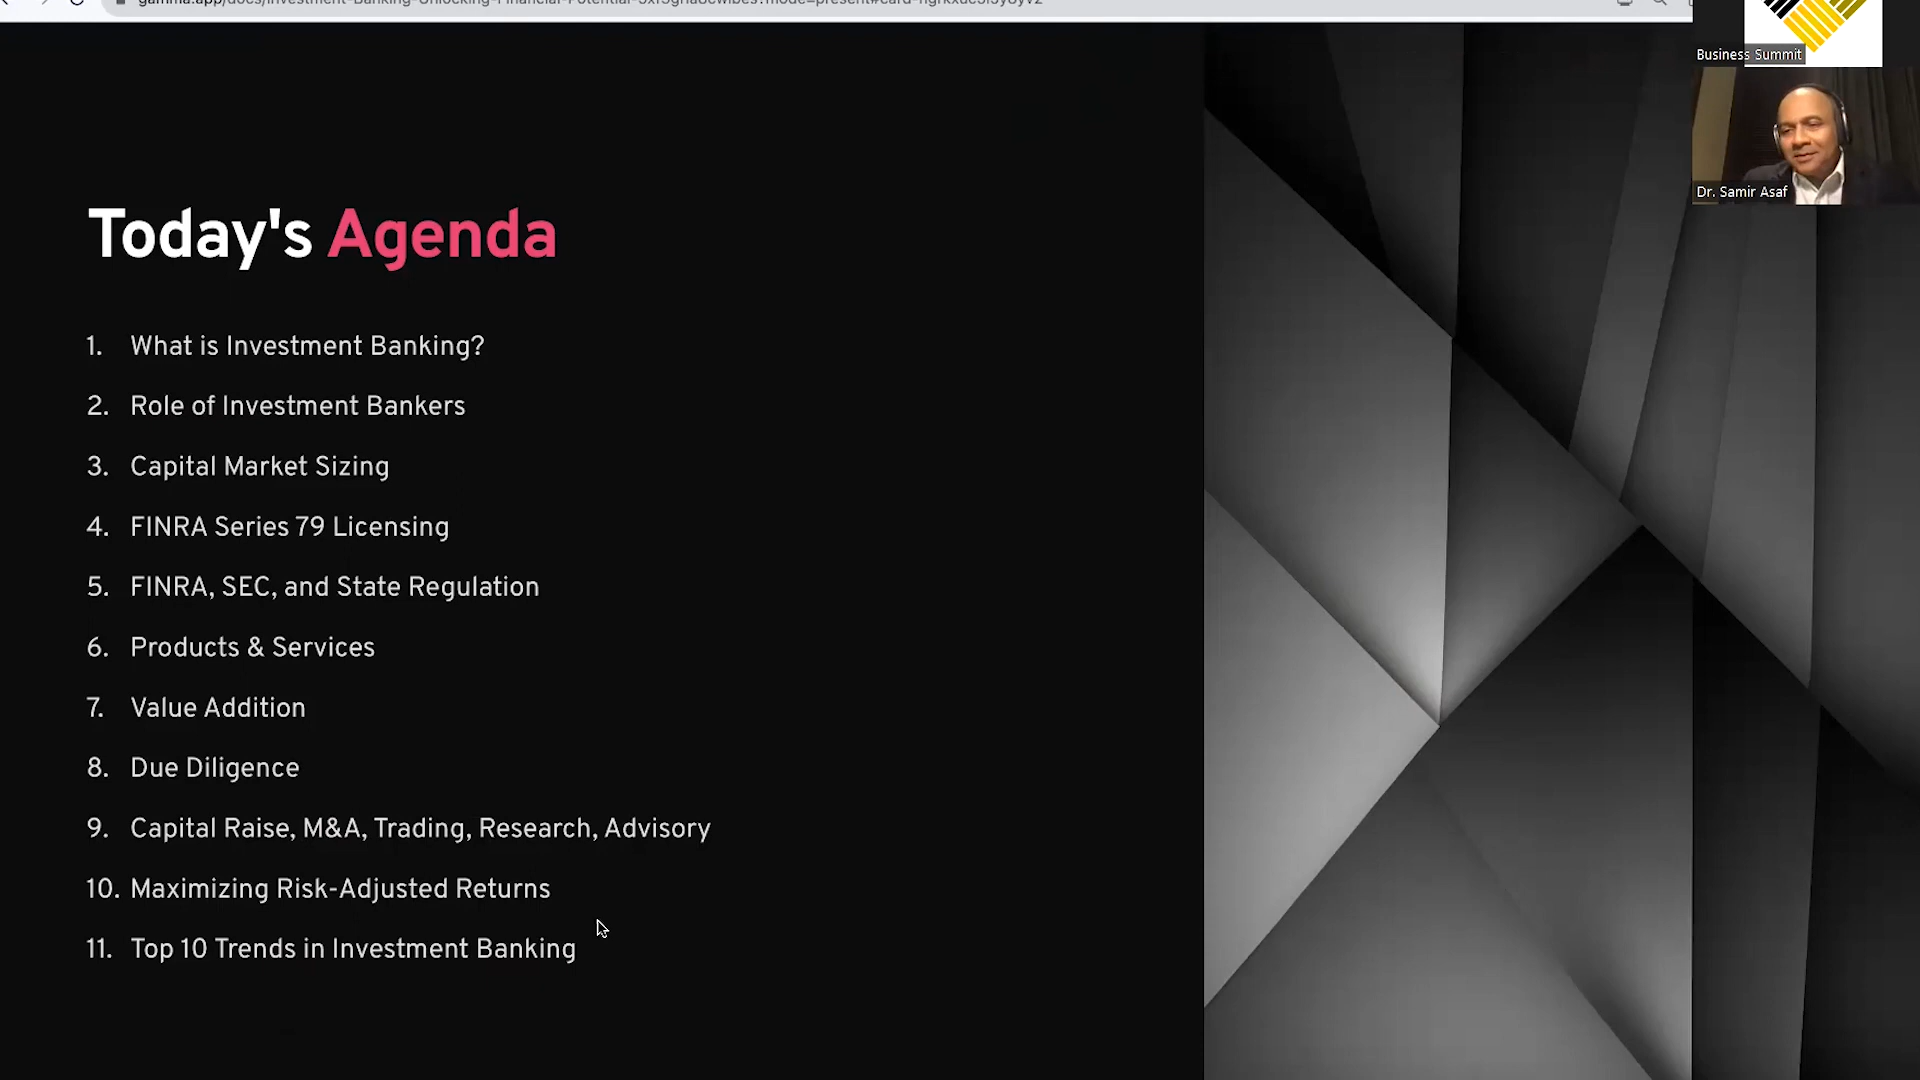 Business Summit
Dr. Samir Asaf
Today's Agenda
1. What is Investment Banking?
2. Role of Investment Bankers
3. Capital Market Sizing
4. FINRA Series 79 Licensing
5. FINRA, SEC, and State Regulation
6. Products & Services
7. Value Addition
8. Due Diligence
9. Capital Raise, M&A, Trading, Research, Advisory
10. Maximizing Risk-Adjusted Returns
11. Top 10 Trends in Investment Banking